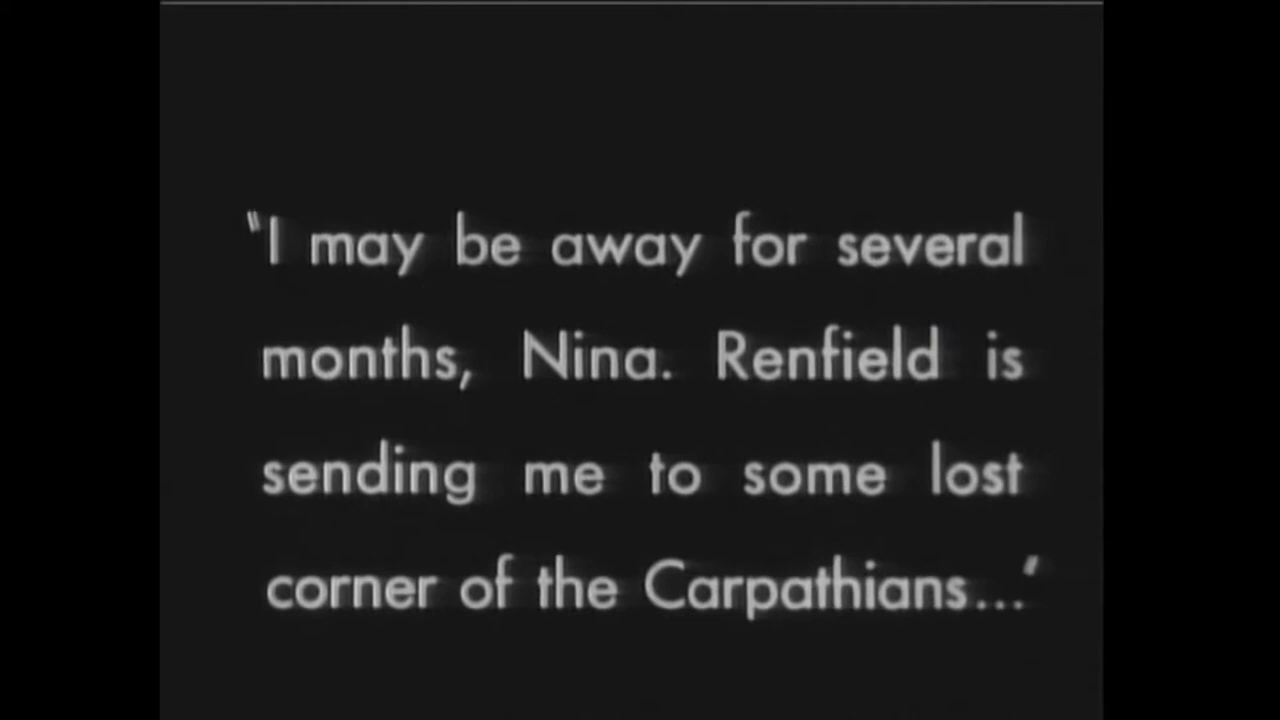 "I may be away for several
months, Nina. Renfield is
sending me to some lost
corner of the Carpathians...'